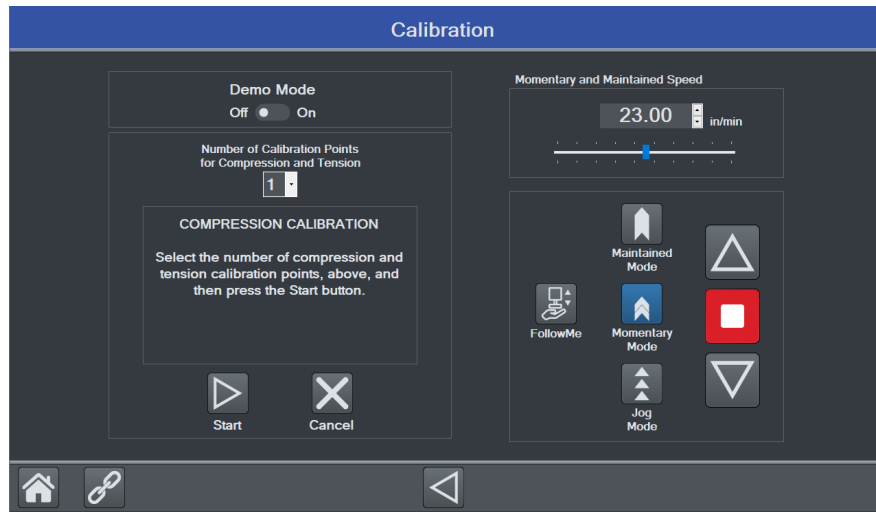 Calibration
Demo Mode
Off On
Number of Calibration Points
for Compression and Tension
1
COMPRESSION CALIBRATION
Select the number of compression and
tension calibration points, above, and
then press the Start button.
Start Cancel
Momentary and Maintained Speed
23.00 in/min
Maintained
Mode
FollowMe
Momentary
Mode
Jog
Mode